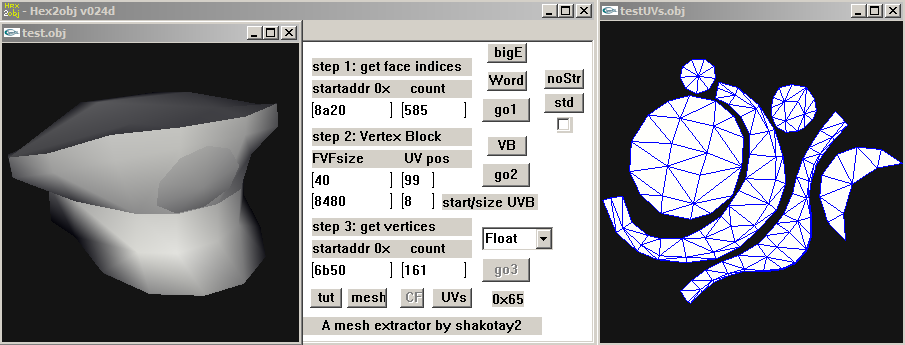 Hex
2obj - Hex2obj v024d
test.obj
testUVs.obj
bigE
step 1: get face indices
Word
noStr
startaddr 0x count
[8a20 ] [585 ]
go1
std
step 2: Vertex Block
VB
FVFsize UV pos
[40 ] [99 ]
go2
[8480 ] [8 ] start/size UVB
step 3: get vertices
Float
startaddr 0x count
[6b50 ] [161 ]
go3
tut mesh CF UVs 0x65
A mesh extractor by shakotay2